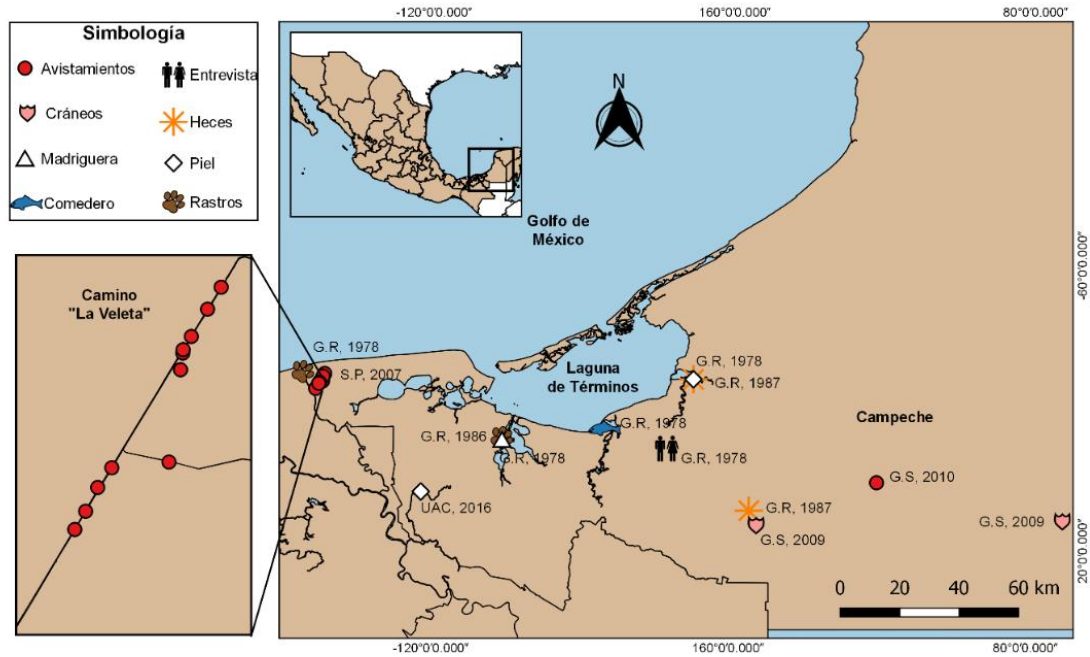 -120°0'0.000"
160°0'0.000"
80°0'0.000"
Simbología
Avistamientos
Entrevista
Cráneos
Heces
Madriguera
Piel
Comedero
Rastros
N
Golfo de
México
-60°0'0.000"
Camino
"La Veleta"
G.R, 1978
S.P, 2007
Laguna
de Términos
G.R, 1978
G.R, 1987
Campeche
G.R, 1986
G.R, 1978
G.R, 1978
G.R, 1978
UAC, 2016
G.S, 2010
G.R, 1987
G.S, 2009
G.S, 2009
20°0'0.000"
0 20 40 60 km
-120°0'0.000"
160°0'0.000"
80°0'0.000"